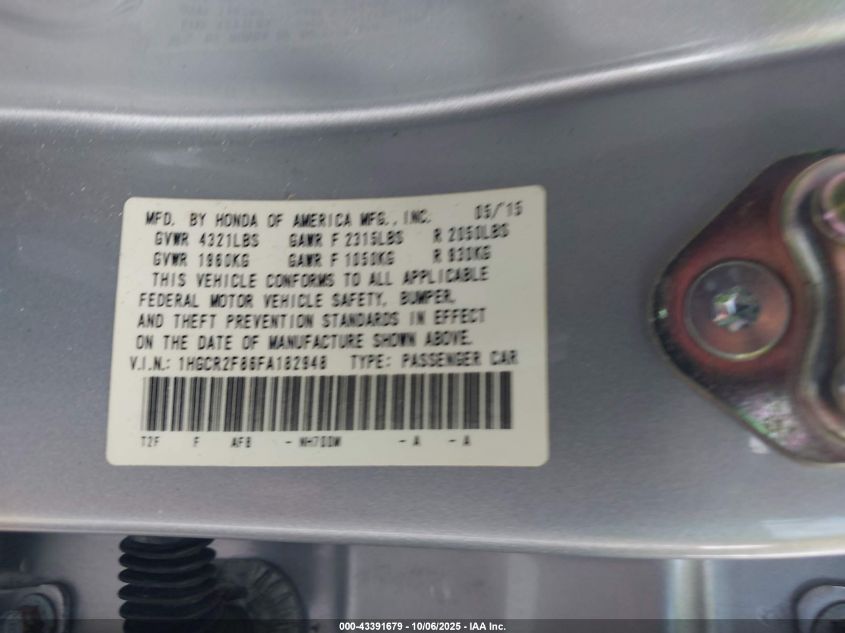 MFD. BY HONDA OF AMERICA MFG., INC. 05/'15
GVWR 4321LBS GAWR F 2315LBS R 2050LBS
GVWR 1960KG GAWR F 1050KG R 930KG
THIS VEHICLE CONFORMS TO ALL APPLICABLE
FEDERAL MOTOR VEHICLE SAFETY, BUMPER,
AND THEFT PREVENTION STANDARDS IN EFFECT
ON THE DATE OF MANUFACTURE SHOWN ABOVE.
V.I.N.: 1HGCR2F86FA182948 TYPE: PASSENGER CAR
T2F F AF8 - NH700M - A - A
000-43391679 - 10/06/2025 - IAA Inc.